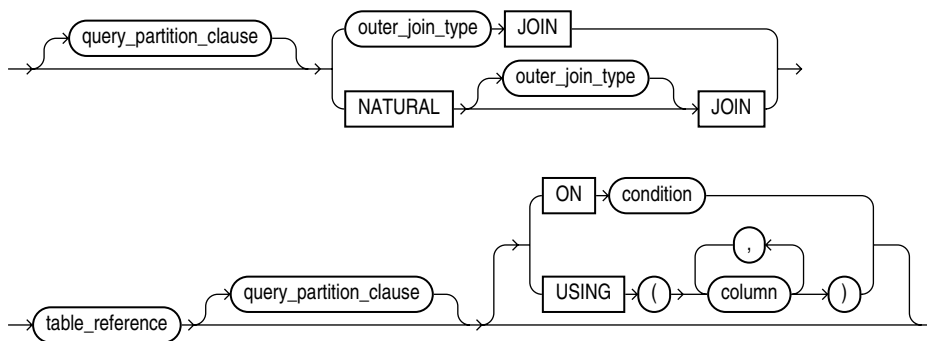 query_partition_clause outer_join_type JOIN
outer_join_type
NATURAL JOIN
ON condition
,
query_partition_clause USING ( column )
table_reference